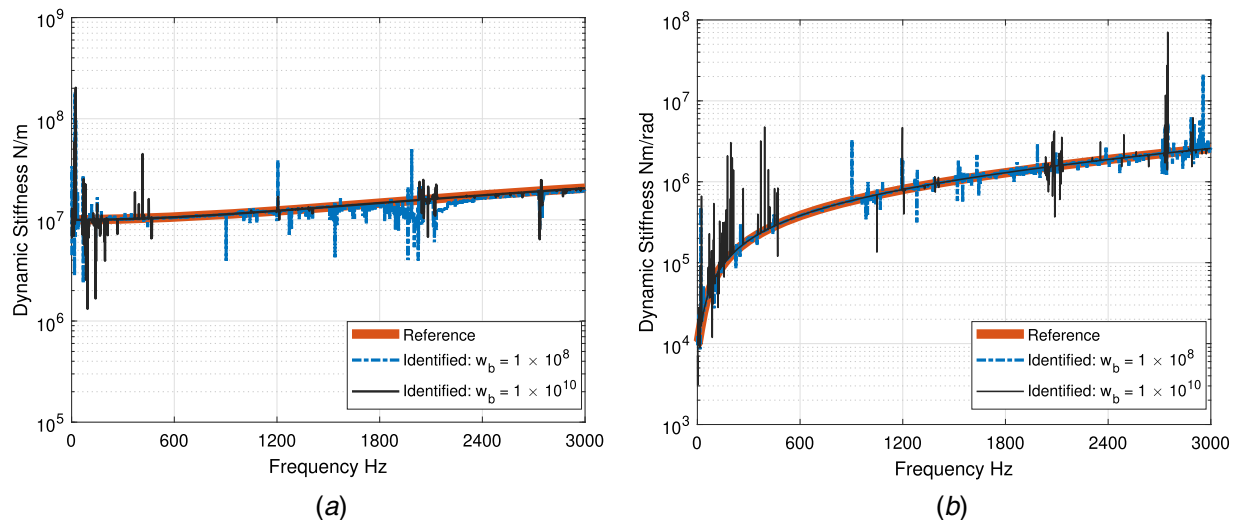 10^9
10^8
10^7
10^6
10^5
Dynamic Stiffness N/m
0 600 1200 1800 2400 3000
Frequency Hz
Reference
Identified: w_b = 1 × 10^8
Identified: w_b = 1 × 10^10
(a)
10^8
10^7
10^6
10^5
10^4
10^3
Dynamic Stiffness Nm/rad
0 600 1200 1800 2400 3000
Frequency Hz
Reference
Identified: w_b = 1 × 10^8
Identified: w_b = 1 × 10^10
(b)